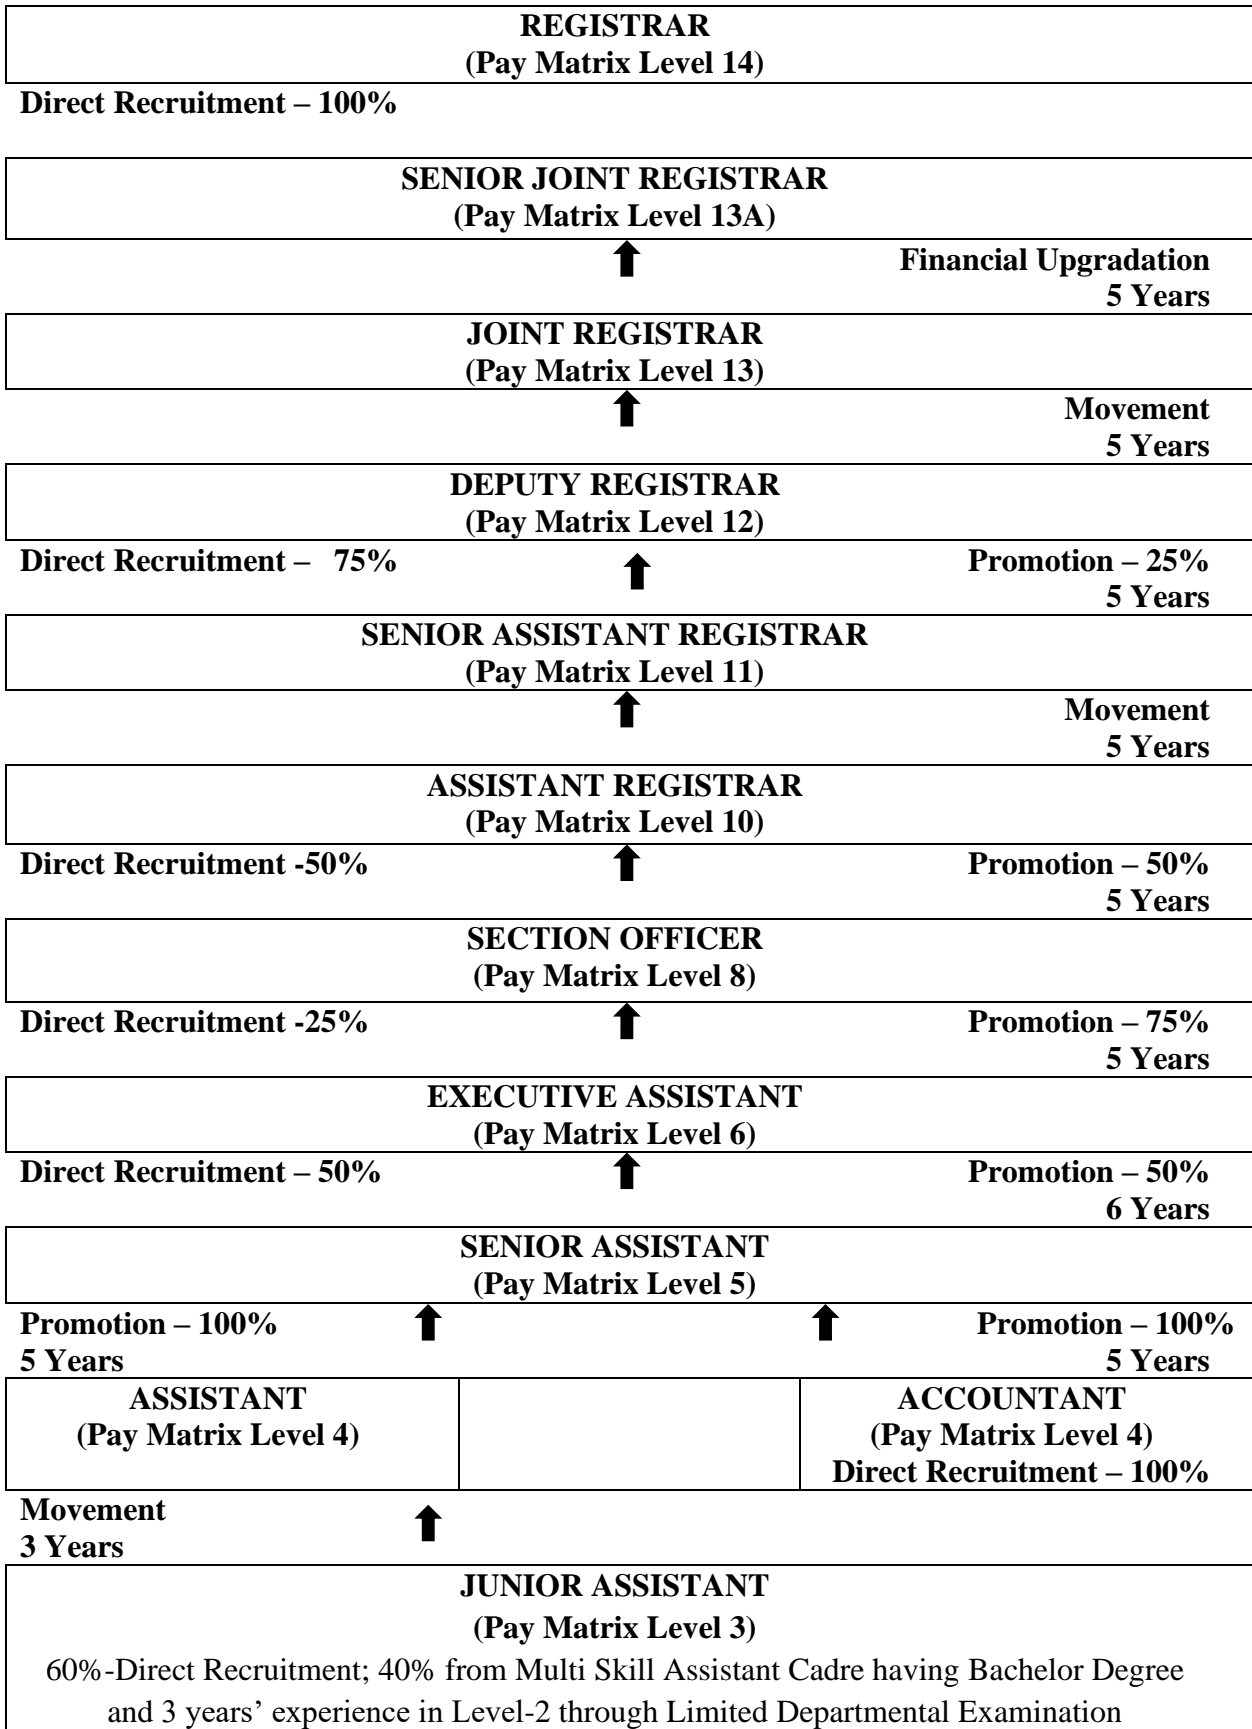 REGISTRAR
(Pay Matrix Level 14)
Direct Recruitment – 100%
SENIOR JOINT REGISTRAR
(Pay Matrix Level 13A)
Financial Upgradation
5 Years
JOINT REGISTRAR
(Pay Matrix Level 13)
Movement
5 Years
DEPUTY REGISTRAR
(Pay Matrix Level 12)
Direct Recruitment – 75% Promotion – 25%
5 Years
SENIOR ASSISTANT REGISTRAR
(Pay Matrix Level 11)
Movement
5 Years
ASSISTANT REGISTRAR
(Pay Matrix Level 10)
Direct Recruitment -50% Promotion – 50%
5 Years
SECTION OFFICER
(Pay Matrix Level 8)
Direct Recruitment -25% Promotion – 75%
5 Years
EXECUTIVE ASSISTANT
(Pay Matrix Level 6)
Direct Recruitment – 50% Promotion – 50%
6 Years
SENIOR ASSISTANT
(Pay Matrix Level 5)
Promotion – 100% Promotion – 100%
5 Years 5 Years
ASSISTANT ACCOUNTANT
(Pay Matrix Level 4) (Pay Matrix Level 4)
Direct Recruitment – 100%
Movement
3 Years
JUNIOR ASSISTANT
(Pay Matrix Level 3)
60%-Direct Recruitment; 40% from Multi Skill Assistant Cadre having Bachelor Degree
and 3 years’ experience in Level-2 through Limited Departmental Examination